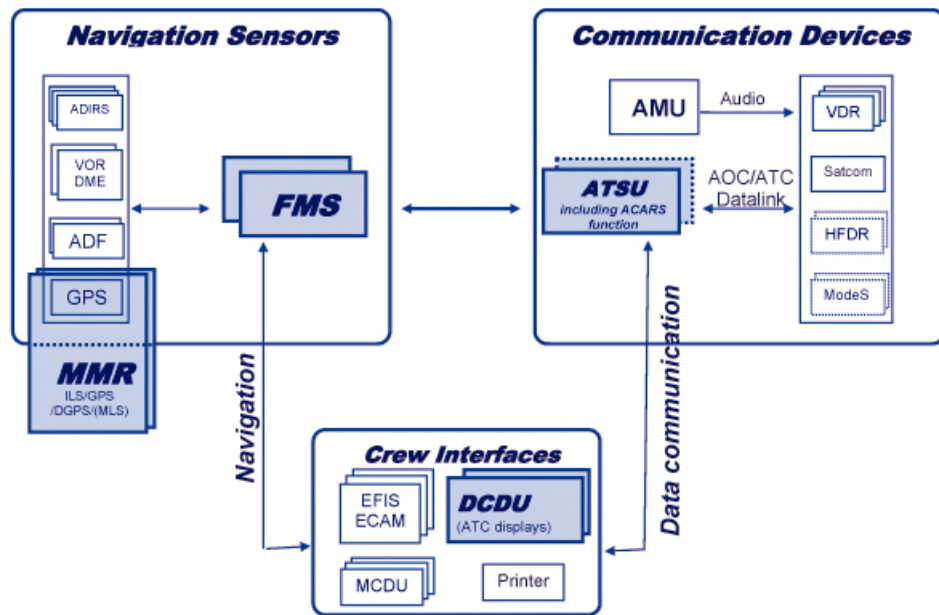 Navigation Sensors
ADIRS
VOR
DME
ADF
GPS
MMR
ILS/GPS
/DGPS/(MLS)
FMS
Communication Devices
AMU
Audio
VDR
ATSU
including ACARS
function
AOC/ATC
Datalink
Satcom
HFDR
ModeS
Navigation
Data communication
Crew Interfaces
EFIS
ECAM
DCDU
(ATC displays)
MCDU
Printer